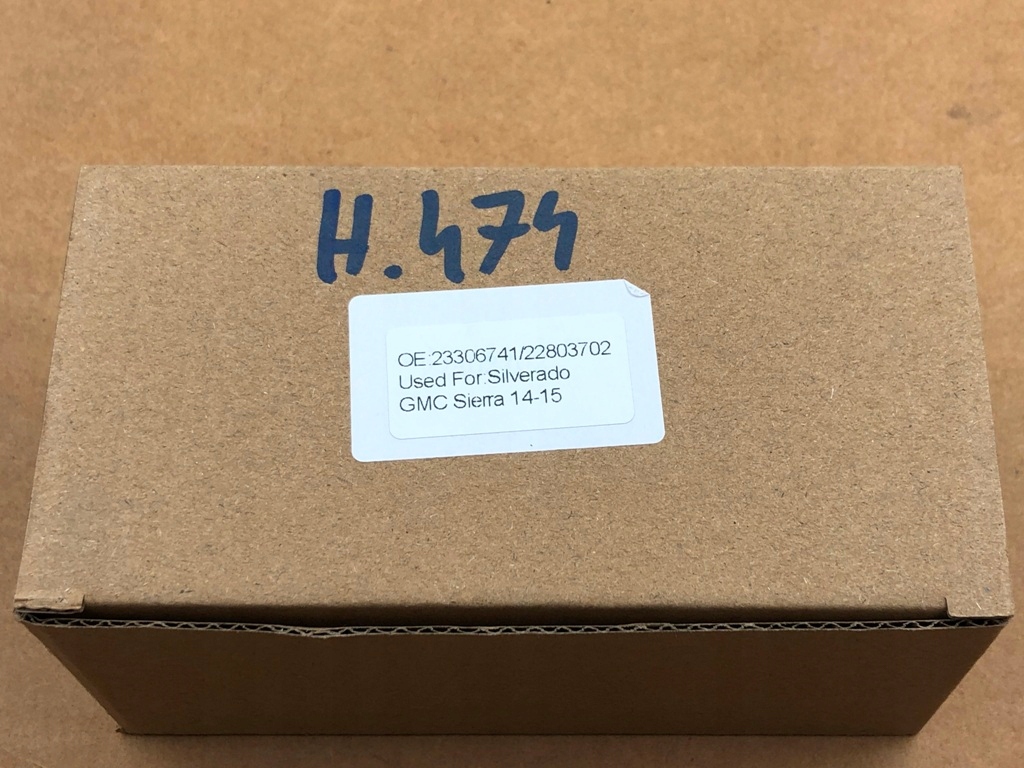 H.474
OE:23306741/22803702
Used For:Silverado
GMC Sierra 14-15